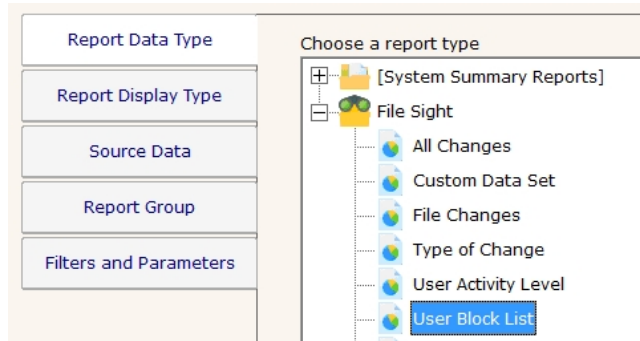 Report Data Type
Report Display Type
Source Data
Report Group
Filters and Parameters
Choose a report type
[System Summary Reports]
File Sight
All Changes
Custom Data Set
File Changes
Type of Change
User Activity Level
User Block List